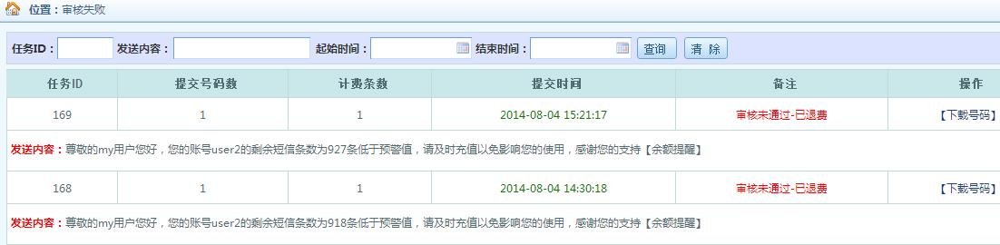 位置：审核失败
任务ID： 发送内容： 起始时间： 结束时间： 查询 清 除
任务ID 提交号码数 计费条数 提交时间 备注 操作
169 1 1 2014-08-04 15:21:17 审核未通过-已退费 【下载号码】
发送内容：尊敬的my用户您好，您的账号user2的剩余短信条数为927条低于预警值，请及时充值以免影响您的使用，感谢您的支持【余额提醒】
168 1 1 2014-08-04 14:30:18 审核未通过-已退费 【下载号码】
发送内容：尊敬的my用户您好，您的账号user2的剩余短信条数为918条低于预警值，请及时充值以免影响您的使用，感谢您的支持【余额提醒】